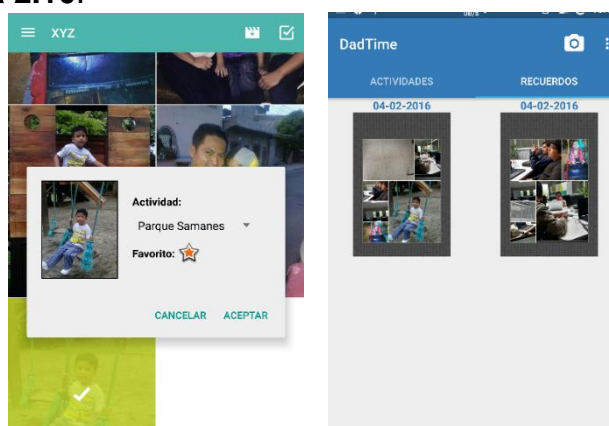 XYZ
Actividad:
Parque Samanes
Favorito:
CANCELAR ACEPTAR
DadTime
ACTIVIDADES RECUERDOS
04-02-2016 04-02-2016